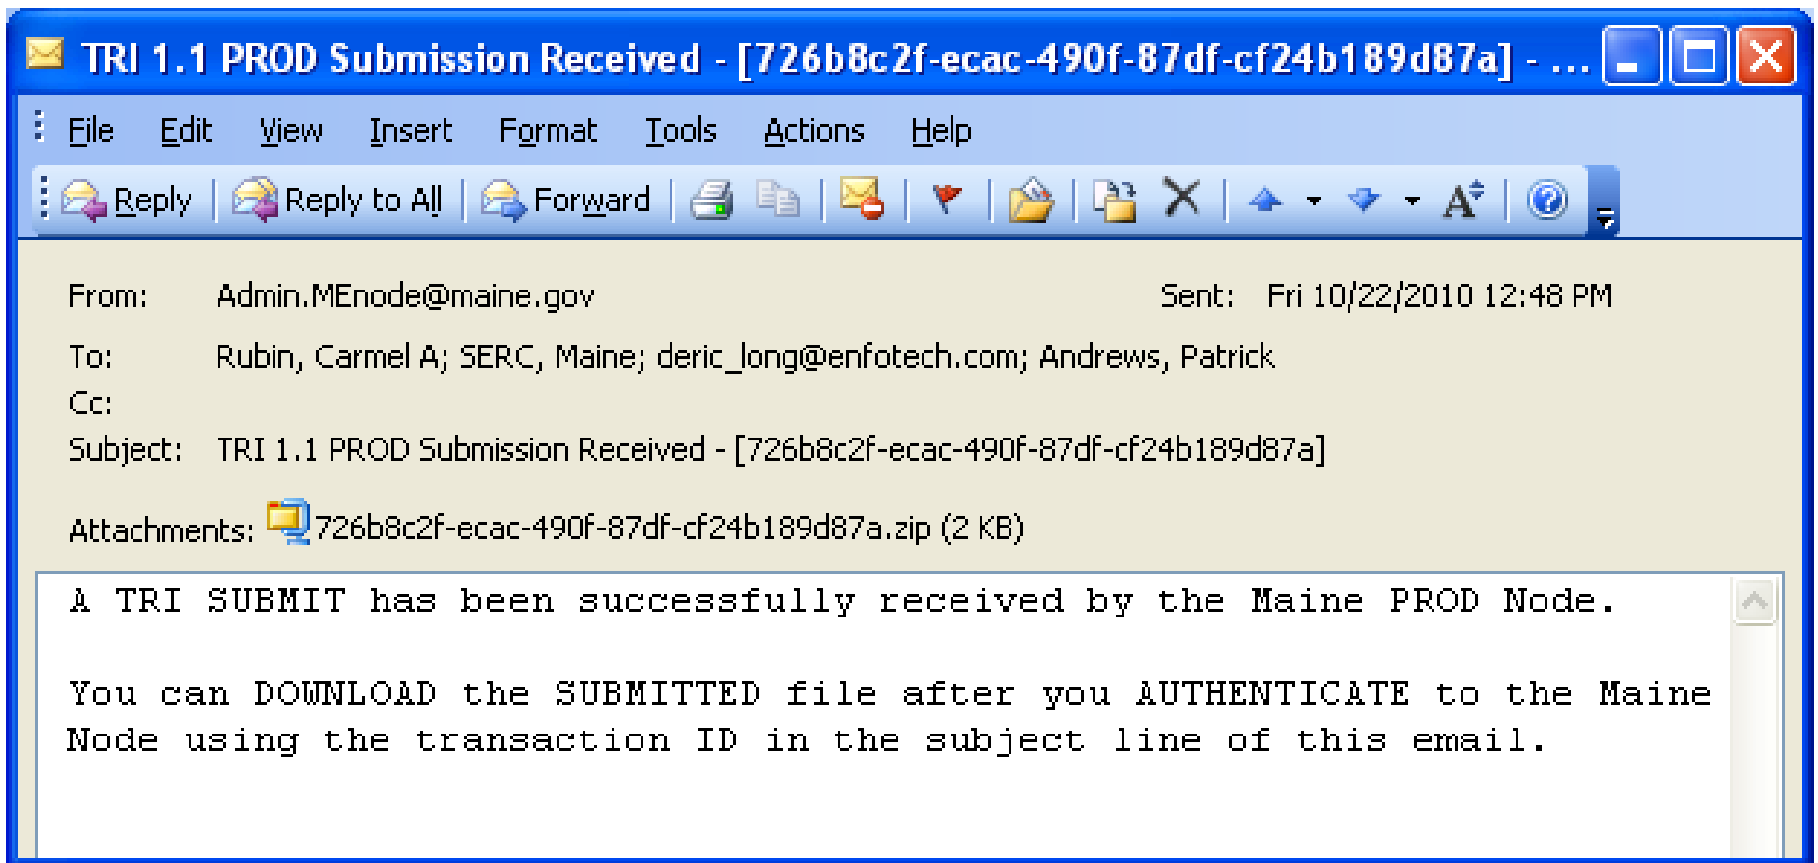 TRI 1.1 PROD Submission Received - [726b8c2f-ecac-490f-87df-cf24b189d87a] - ...
File Edit View Insert Format Tools Actions Help
Reply Reply to All Forward
From: Admin.MEnode@maine.gov Sent: Fri 10/22/2010 12:48 PM
To: Rubin, Carmel A; SERC, Maine; deric_long@enfotech.com; Andrews, Patrick
Cc:
Subject: TRI 1.1 PROD Submission Received - [726b8c2f-ecac-490f-87df-cf24b189d87a]
Attachments: 726b8c2f-ecac-490f-87df-cf24b189d87a.zip (2 KB)
A TRI SUBMIT has been successfully received by the Maine PROD Node.
You can DOWNLOAD the SUBMITTED file after you AUTHENTICATE to the Maine
Node using the transaction ID in the subject line of this email.